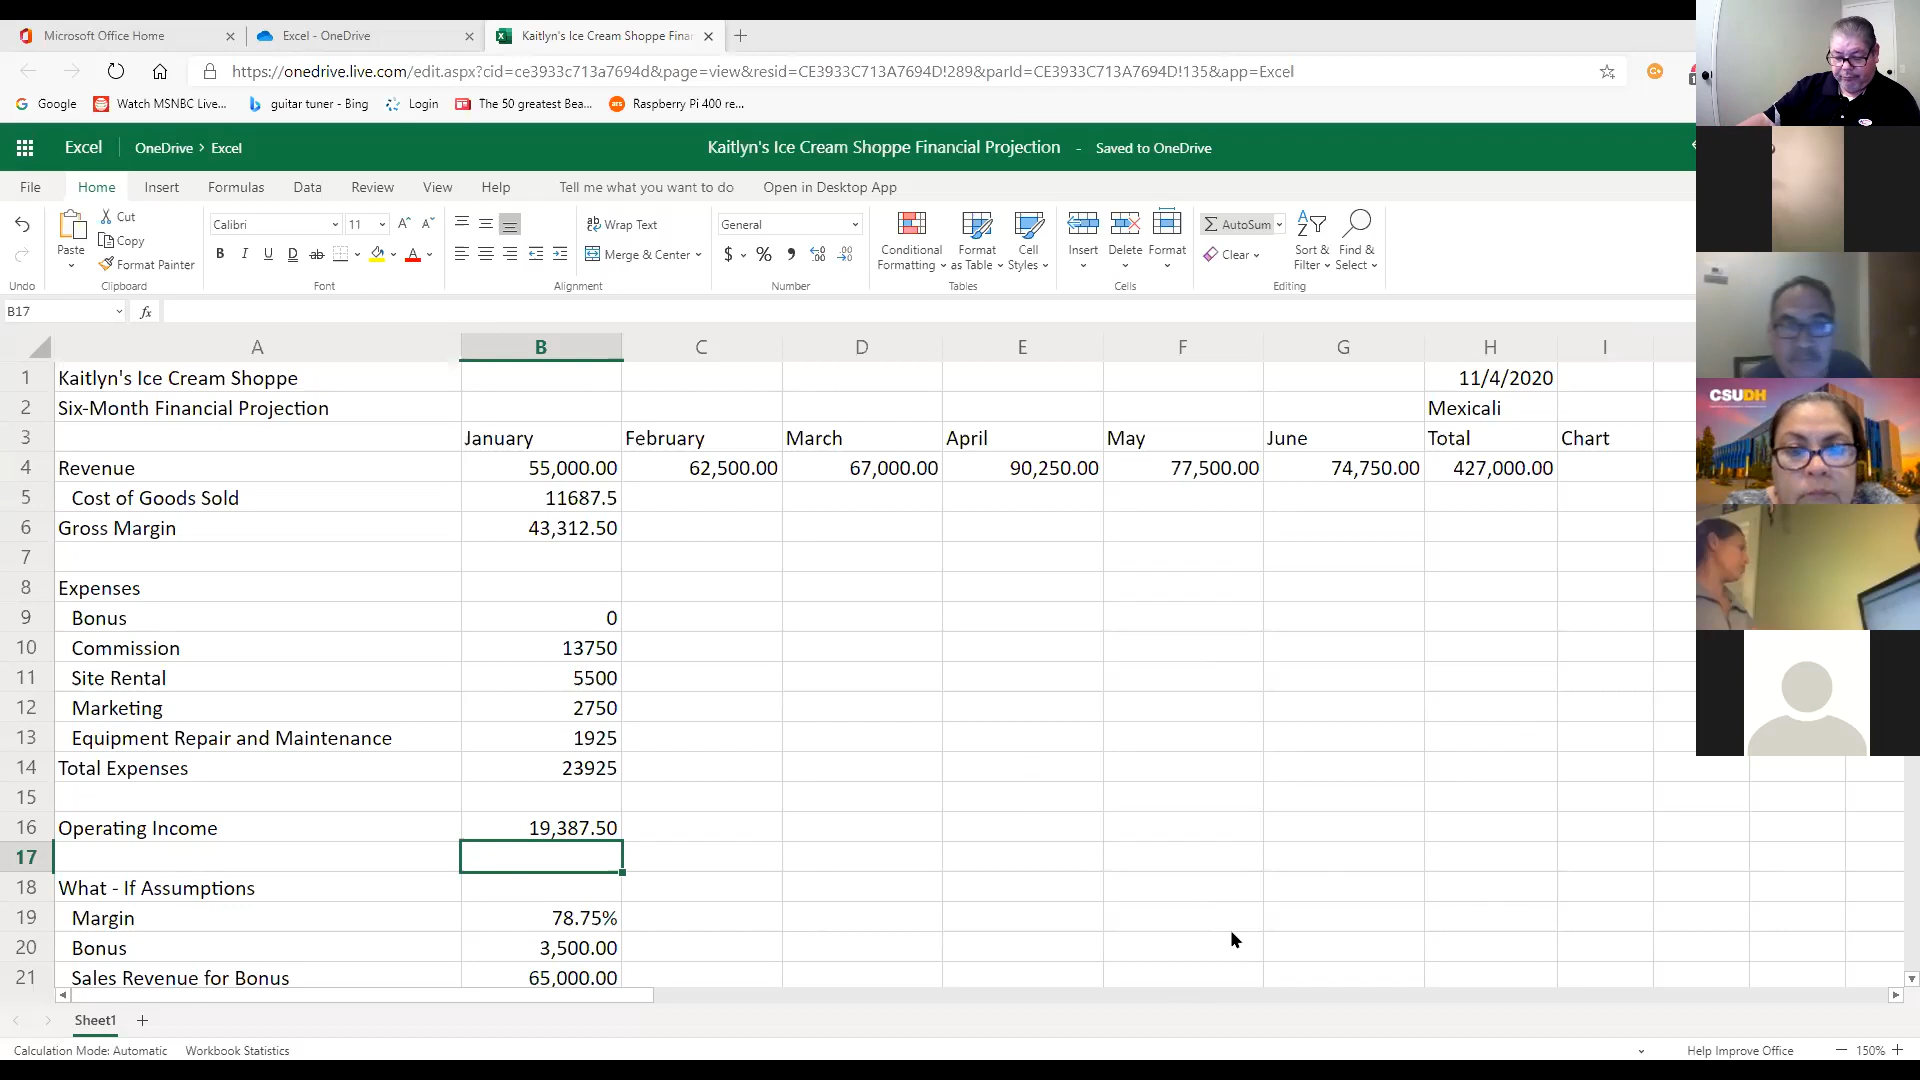 Microsoft Office Home
Excel - OneDrive
Kaitlyn's Ice Cream Shoppe Finan
https://onedrive.live.com/edit.aspx?cid=ce3933c713a7694d&page=view&resid=CE3933C713A7694D!289&parId=CE3933C713A7694D!135&app=Excel
Google
Watch MSNBC Live...
guitar tuner - Bing
Login
The 50 greatest Bea...
Raspberry Pi 400 re...
Excel
OneDrive > Excel
Kaitlyn's Ice Cream Shoppe Financial Projection - Saved to OneDrive
File Home Insert Formulas Data Review View Help Tell me what you want to do Open in Desktop App
Paste
Cut
Copy
Format Painter
Calibri 11
B I U D ab A
Wrap Text
Merge & Center
General
$ % 9
Conditional Formatting
Format as Table
Cell Styles
Insert
Delete
Format
AutoSum
Clear
Sort & Filter
Find & Select
Undo Clipboard Font Alignment Number Tables Cells Editing
B17 fx
A B C D E F G H I
1 Kaitlyn's Ice Cream Shoppe 11/4/2020
2 Six-Month Financial Projection Mexicali
3 January February March April May June Total Chart
4 Revenue 55,000.00 62,500.00 67,000.00 90,250.00 77,500.00 74,750.00 427,000.00
5 Cost of Goods Sold 11687.5
6 Gross Margin 43,312.50
7
8 Expenses
9 Bonus 0
10 Commission 13750
11 Site Rental 5500
12 Marketing 2750
13 Equipment Repair and Maintenance 1925
14 Total Expenses 23925
15
16 Operating Income 19,387.50
17
18 What - If Assumptions
19 Margin 78.75%
20 Bonus 3,500.00
21 Sales Revenue for Bonus 65,000.00
Sheet1
Calculation Mode: Automatic Workbook Statistics
Help Improve Office
150%
CSUDH